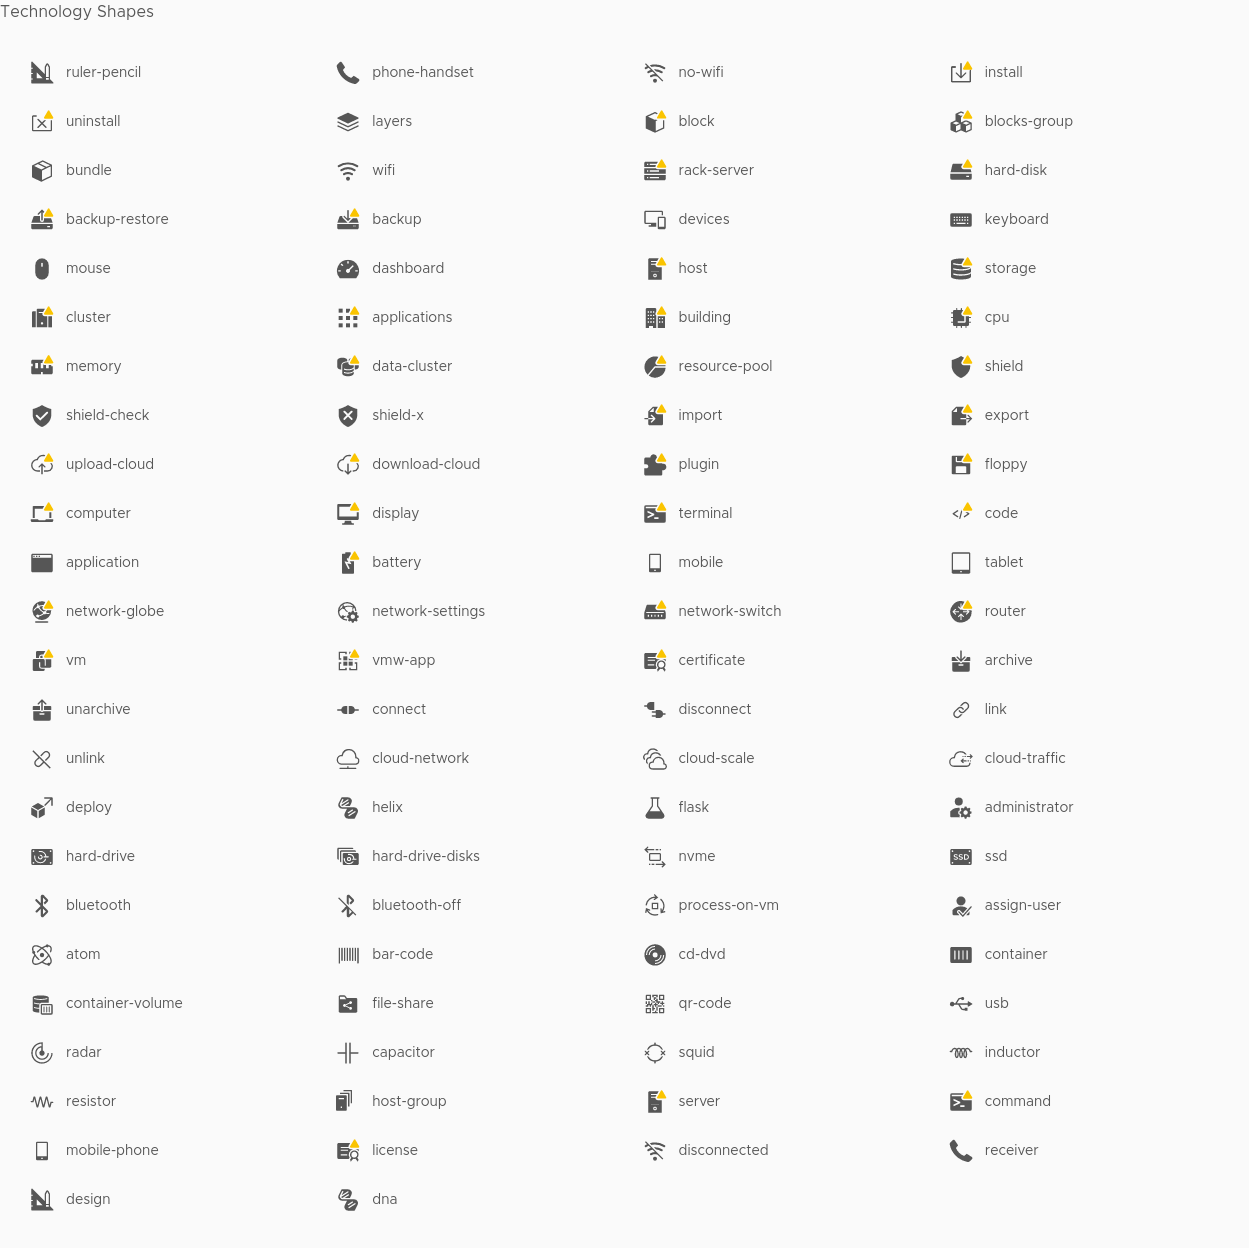 Technology Shapes
ruler-pencil phone-handset no-wifi install
uninstall layers block blocks-group
bundle wifi rack-server hard-disk
backup-restore backup devices keyboard
mouse dashboard host storage
cluster applications building cpu
memory data-cluster resource-pool shield
shield-check shield-x import export
upload-cloud download-cloud plugin floppy
computer display terminal code
application battery mobile tablet
network-globe network-settings network-switch router
vm vmw-app certificate archive
unarchive connect disconnect link
unlink cloud-network cloud-scale cloud-traffic
deploy helix flask administrator
hard-drive hard-drive-disks nvme SSD ssd
bluetooth bluetooth-off process-on-vm assign-user
atom bar-code cd-dvd container
container-volume file-share qr-code usb
radar capacitor squid inductor
resistor host-group server command
mobile-phone license disconnected receiver
design dna